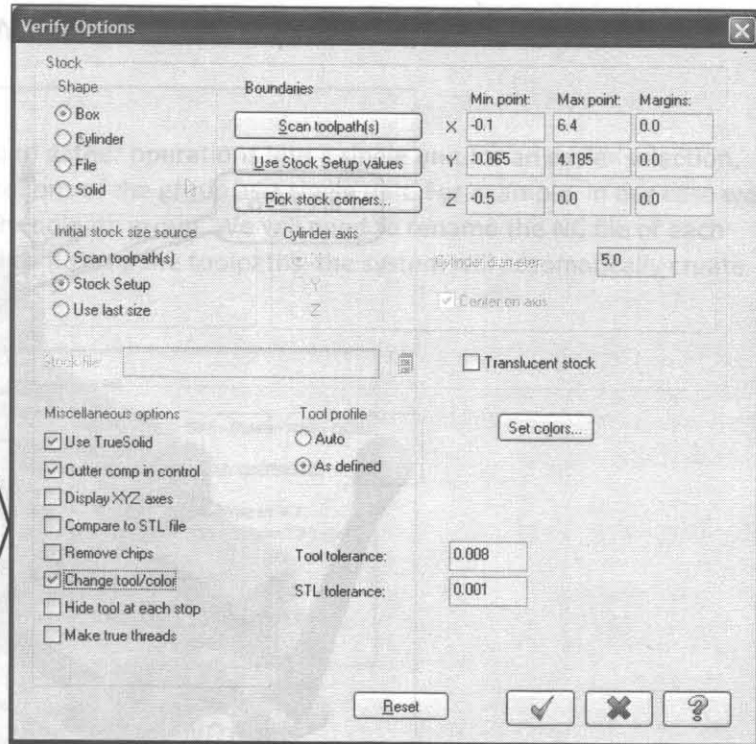 Verify Options
Stock
Shape
Box
Cylinder
File
Solid
Boundaries
Scan toolpath(s)
Use Stock Setup values
Pick stock corners...
Min point: Max point: Margins:
X -0.1 6.4 0.0
-0.065 4.185 0.0
Z -0.5 0.0 0.0
Initial stock size source
Scan toolpath(s)
Stock Setup
Use last size
Cylinder axis
Y
Z
Cylinder diameter 5.0
Center on axis
Stock file
Translucent stock
Miscellaneous options
Use TrueSolid
Cutter comp in control
Display XYZ axes
Compare to STL file
Remove chips
Change tool/color
Hide tool at each stop
Make true threads
Tool profile
Auto
As defined
Set colors...
Tool tolerance: 0.008
STL tolerance: 0.001
Reset